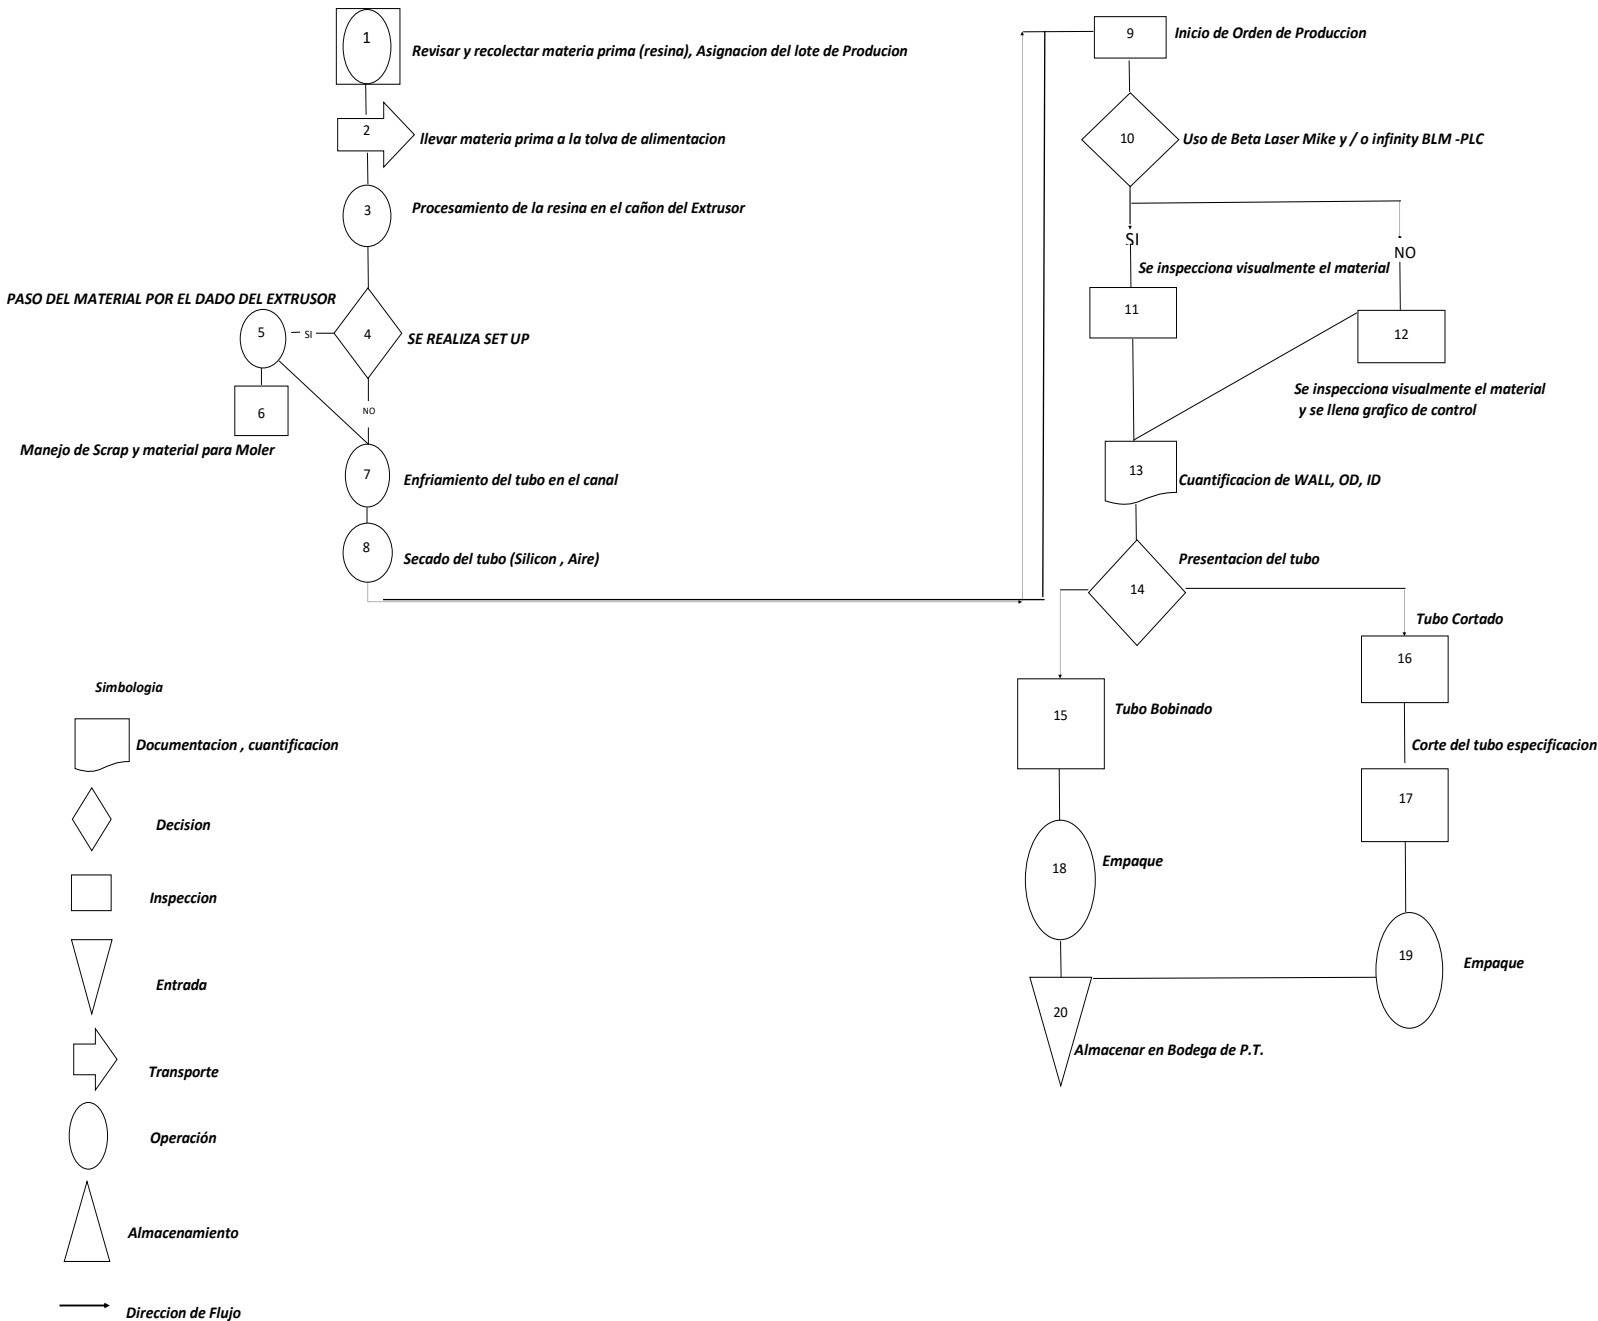 1
Revisar y recolectar materia prima (resina), Asignacion del lote de Producion
2
llevar materia prima a la tolva de alimentacion
3
Procesamiento de la resina en el cañon del Extrusor
PASO DEL MATERIAL POR EL DADO DEL EXTRUSOR
5
SI
4
SE REALIZA SET UP
NO
6
Manejo de Scrap y material para Moler
7
Enfriamiento del tubo en el canal
8
Secado del tubo (Silicon , Aire)
9
Inicio de Orden de Produccion
10
Uso de Beta Laser Mike y / o infinity BLM -PLC
SI
NO
Se inspecciona visualmente el material
11
12
Se inspecciona visualmente el material
y se llena grafico de control
13
Cuantificacion de WALL, OD, ID
Presentacion del tubo
14
Tubo Cortado
16
15
Tubo Bobinado
Corte del tubo especificacion
17
18
Empaque
19
Empaque
20
Almacenar en Bodega de P.T.
Simbologia
Documentacion , cuantificacion
Decision
Inspeccion
Entrada
Transporte
Operación
Almacenamiento
Direccion de Flujo